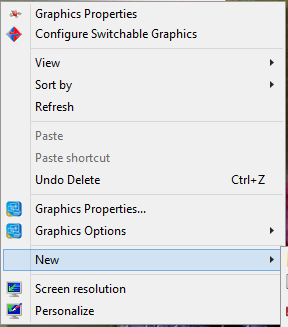 Graphics Properties
Configure Switchable Graphics
View
Sort by
Refresh
Paste
Paste shortcut
Undo Delete Ctrl+Z
Graphics Properties...
Graphics Options
New
Screen resolution
Personalize